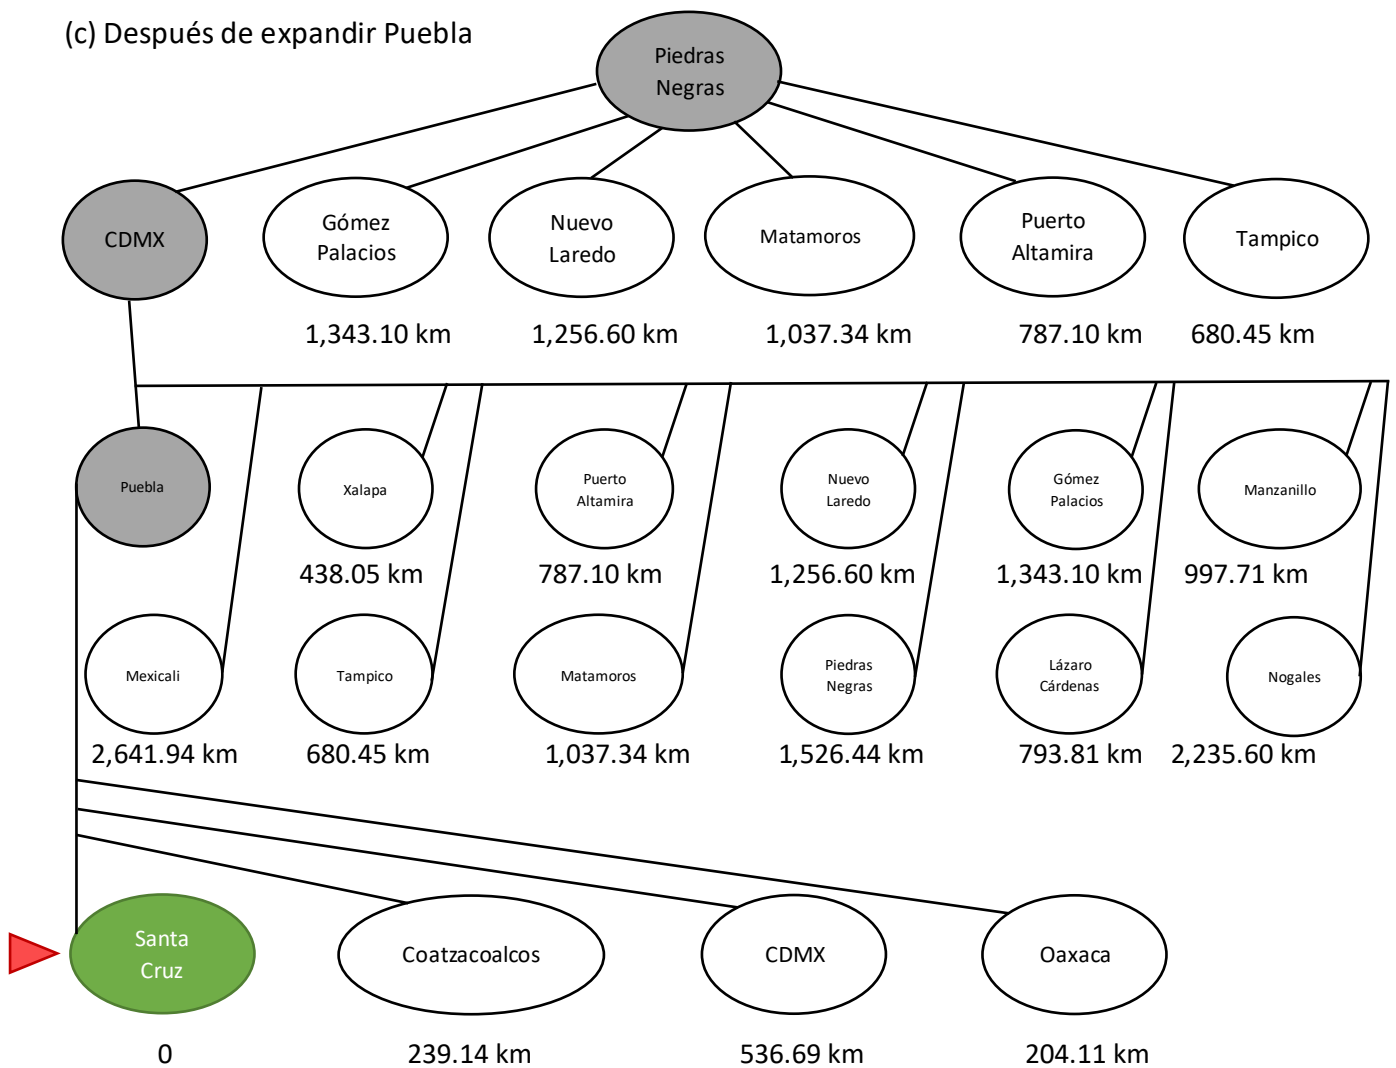 (c) Después de expandir Puebla
Piedras
Negras
CDMX
Gómez
Palacios
Nuevo
Laredo
Matamoros
Puerto
Altamira
Tampico
1,343.10 km
1,256.60 km
1,037.34 km
787.10 km
680.45 km
Puebla
Xalapa
Puerto
Altamira
Nuevo
Laredo
Gómez
Palacios
Manzanillo
438.05 km
787.10 km
1,256.60 km
1,343.10 km
997.71 km
Mexicali
Tampico
Matamoros
Piedras
Negras
Lázaro
Cárdenas
Nogales
2,641.94 km
680.45 km
1,037.34 km
1,526.44 km
793.81 km
2,235.60 km
Santa
Cruz
Coatzacoalcos
CDMX
Oaxaca
0
239.14 km
536.69 km
204.11 km